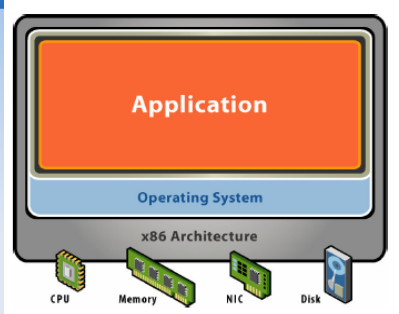 Application
Operating System
x86 Architecture
CPU
Memory
NIC
Disk